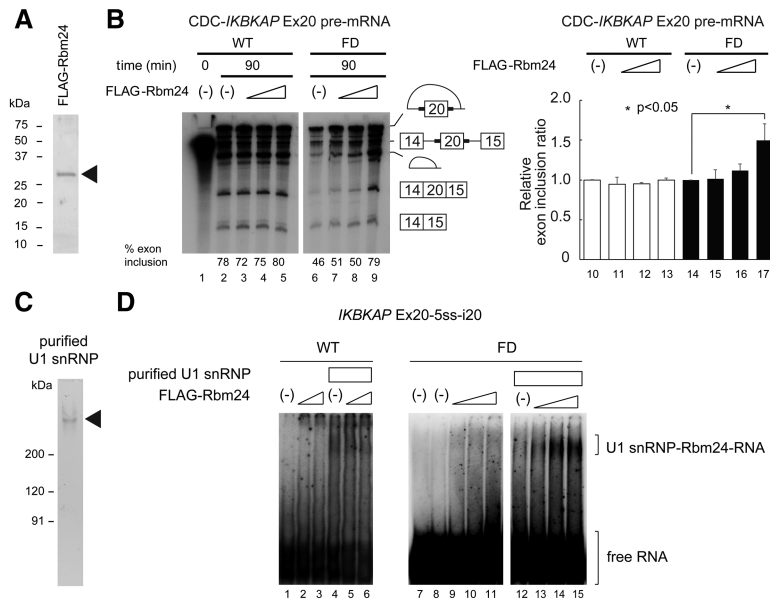 A
FLAG-Rbm24
kDa
75
50
37
25
20
15
10
B
CDC-IKBKAP Ex20 pre-mRNA
WT FD
time (min) 0 90 90
FLAG-Rbm24 (-) (-) (-)
20
14 20 15
14 20 15
14 15
% exon
inclusion
78 72 75 80 46 51 50 79
1 2 3 4 5 6 7 8 9
CDC-IKBKAP Ex20 pre-mRNA
WT FD
FLAG-Rbm24 (-) (-)
Relative
exon inclusion ratio
2.0
1.5
1.0
0.5
0
* p<0.05
*
10 11 12 13 14 15 16 17
C
purified
U1 snRNP
kDa
200
120
91
D
IKBKAP Ex20-5ss-i20
WT FD
purified U1 snRNP
FLAG-Rbm24 (-) (-) (-) (-) (-)
U1 snRNP-Rbm24-RNA
free RNA
1 2 3 4 5 6 7 8 9 10 11 12 13 14 15